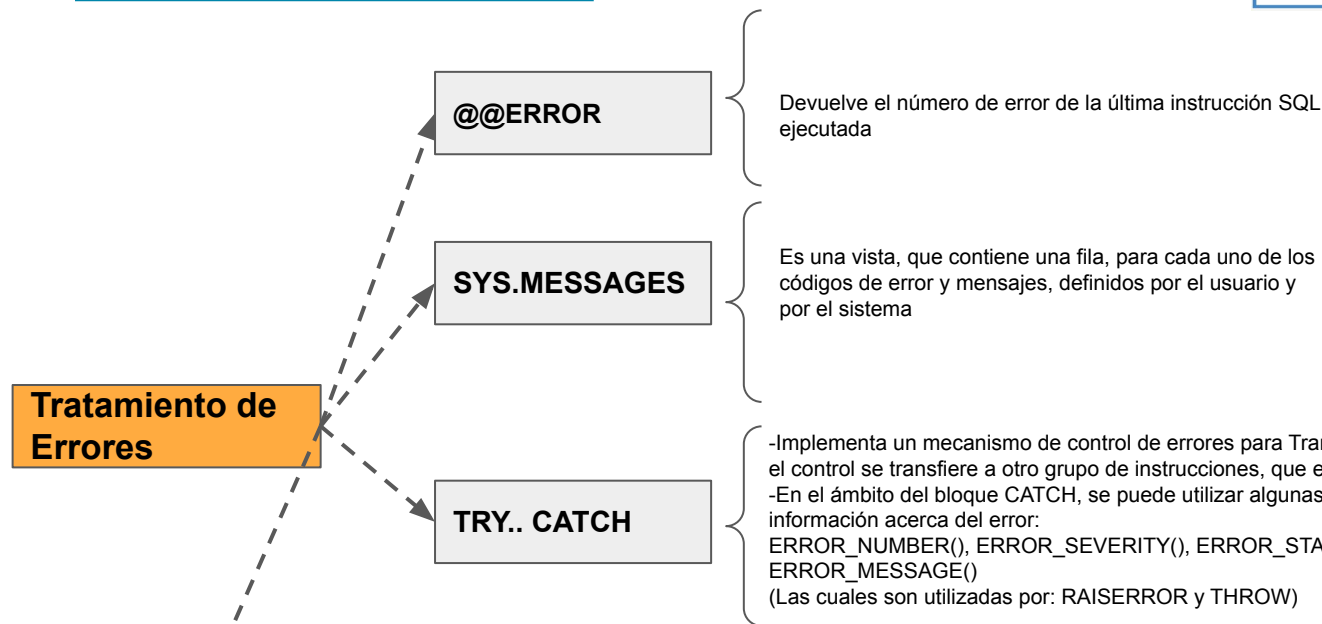 @@ERROR
Devuelve el número de error de la última instrucción SQL
ejecutada
SYS.MESSAGES
Es una vista, que contiene una fila, para cada uno de los
códigos de error y mensajes, definidos por el usuario y
por el sistema
Tratamiento de
Errores
TRY.. CATCH
-Implementa un mecanismo de control de errores para
el control se transfiere a otro grupo de instrucciones, que
-En el ámbito del bloque CATCH, se puede utilizar algunas
información acerca del error:
ERROR_NUMBER(), ERROR_SEVERITY(),
ERROR_MESSAGE()
(Las cuales son utilizadas por: RAISERROR y THROW)